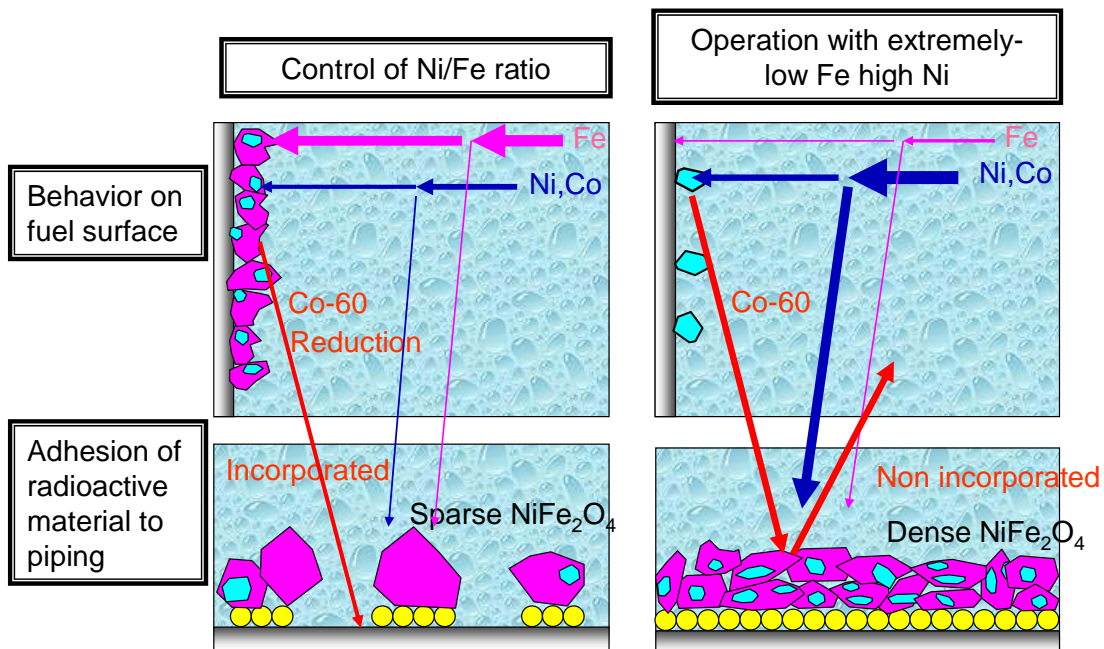 Control of Ni/Fe ratio
Operation with extremely-
low Fe high Ni
Behavior on
fuel surface
Fe
Ni,Co
Co-60
Reduction
Fe
Ni,Co
Co-60
Adhesion of
radioactive
material to
piping
Incorporated
Sparse NiFe₂O₄
Non incorporated
Dense NiFe₂O₄